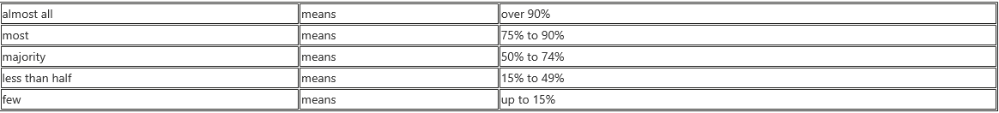 almost all means over 90%
most means 75% to 90%
majority means 50% to 74%
less than half means 15% to 49%
few means up to 15%